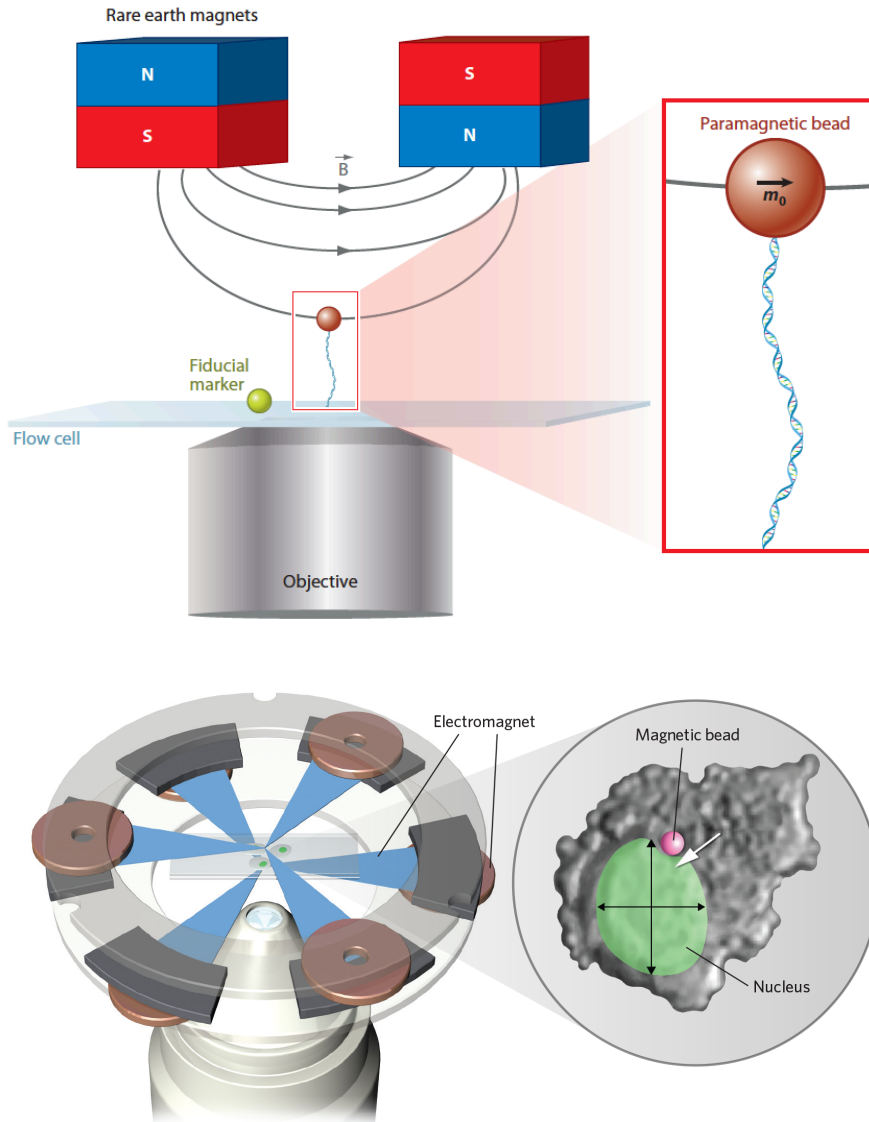 Rare earth magnets
N
S
S
N
B
Paramagnetic bead
m0
Fiducial
marker
Flow cell
Objective
Electromagnet
Magnetic bead
Nucleus